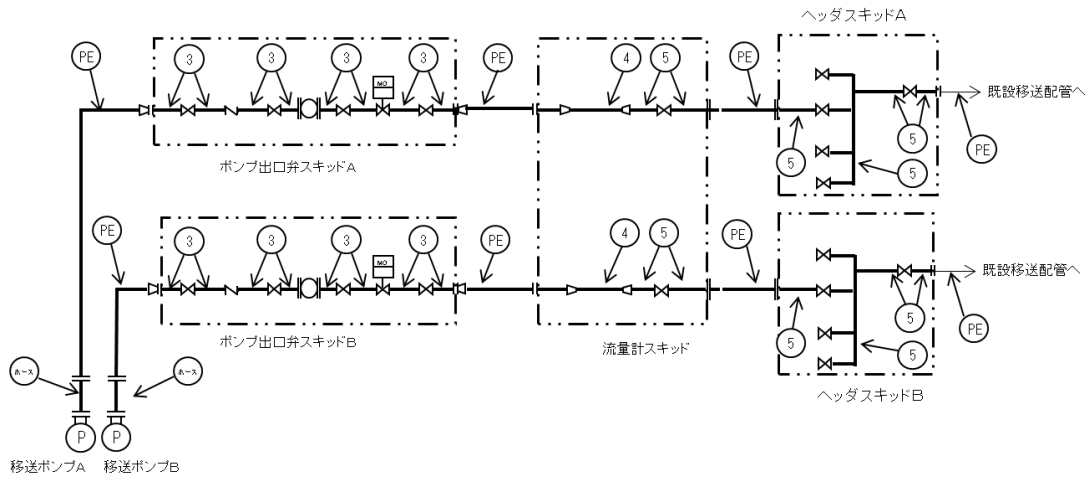 ヘッダスキッドA
PE
3
3
3
3
PE
4
5
PE
MO
既設移送配管へ
5
PE
5
5
ポンプ出口弁スキッドA
PE
3
3
3
3
PE
4
5
PE
MO
既設移送配管へ
5
PE
5
5
ポンプ出口弁スキッドB
流量計スキッド
ヘッダスキッドB
ホース
ホース
P
P
移送ポンプA
移送ポンプB